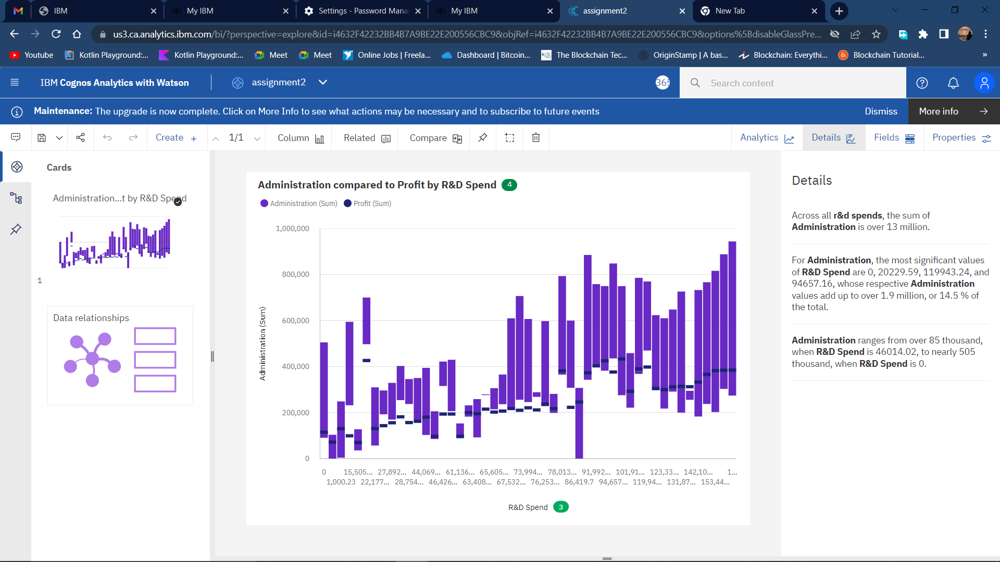 IBM
My IBM
Settings - Password Mana
My IBM
assignment2
New Tab
us3.ca.analytics.ibm.com/bi/?perspective=explore&id=i4632F42232BB4B7A9BE22E200556CBC9&objRef=i4632F42232BB4B7A9BE22E200556CBC9&options%5BdisableGlassPre...
Youtube
Kotlin Playground:...
Kotlin Playground:...
Meet
Meet
Online Jobs | Freela...
Dashboard | Bitcoin...
The Blockchain Tec...
OriginStamp | A bas...
Blockchain: Everythi...
Blockchain Tutorial...
»
IBM Cognos Analytics with Watson
assignment2
365
Search content
Maintenance: The upgrade is now complete. Click on More Info to see what actions may be necessary and to subscribe to future events
Dismiss
More info
Create
1/1
Column
Related
Compare
Analytics
Details
Fields
Properties
Cards
Administration...t by R&D Spend
1
Data relationships
Administration compared to Profit by R&D Spend 4
Administration (Sum) Profit (Sum)
Administration (Sum)
1,000,000
800,000
600,000
400,000
200,000
0
0 15,505... 27,892... 44,069... 61,136... 65,605... 73,994... 78,013... 91,992... 101,91... 123,33... 142,10... 1...
1,000.23 22,177... 28,754... 46,426... 63,408... 67,532... 76,253... 86,419.7 94,657... 119,94... 131,87... 153,44...
R&D Spend 3
Details
Across all r&d spends, the sum of
Administration is over 13 million.
For Administration, the most significant values
of R&D Spend are 0, 20229.59, 119943.24, and
94657.16, whose respective Administration
values add up to over 1.9 million, or 14.5 % of
the total.
Administration ranges from over 85 thousand,
when R&D Spend is 46014.02, to nearly 505
thousand, when R&D Spend is 0.